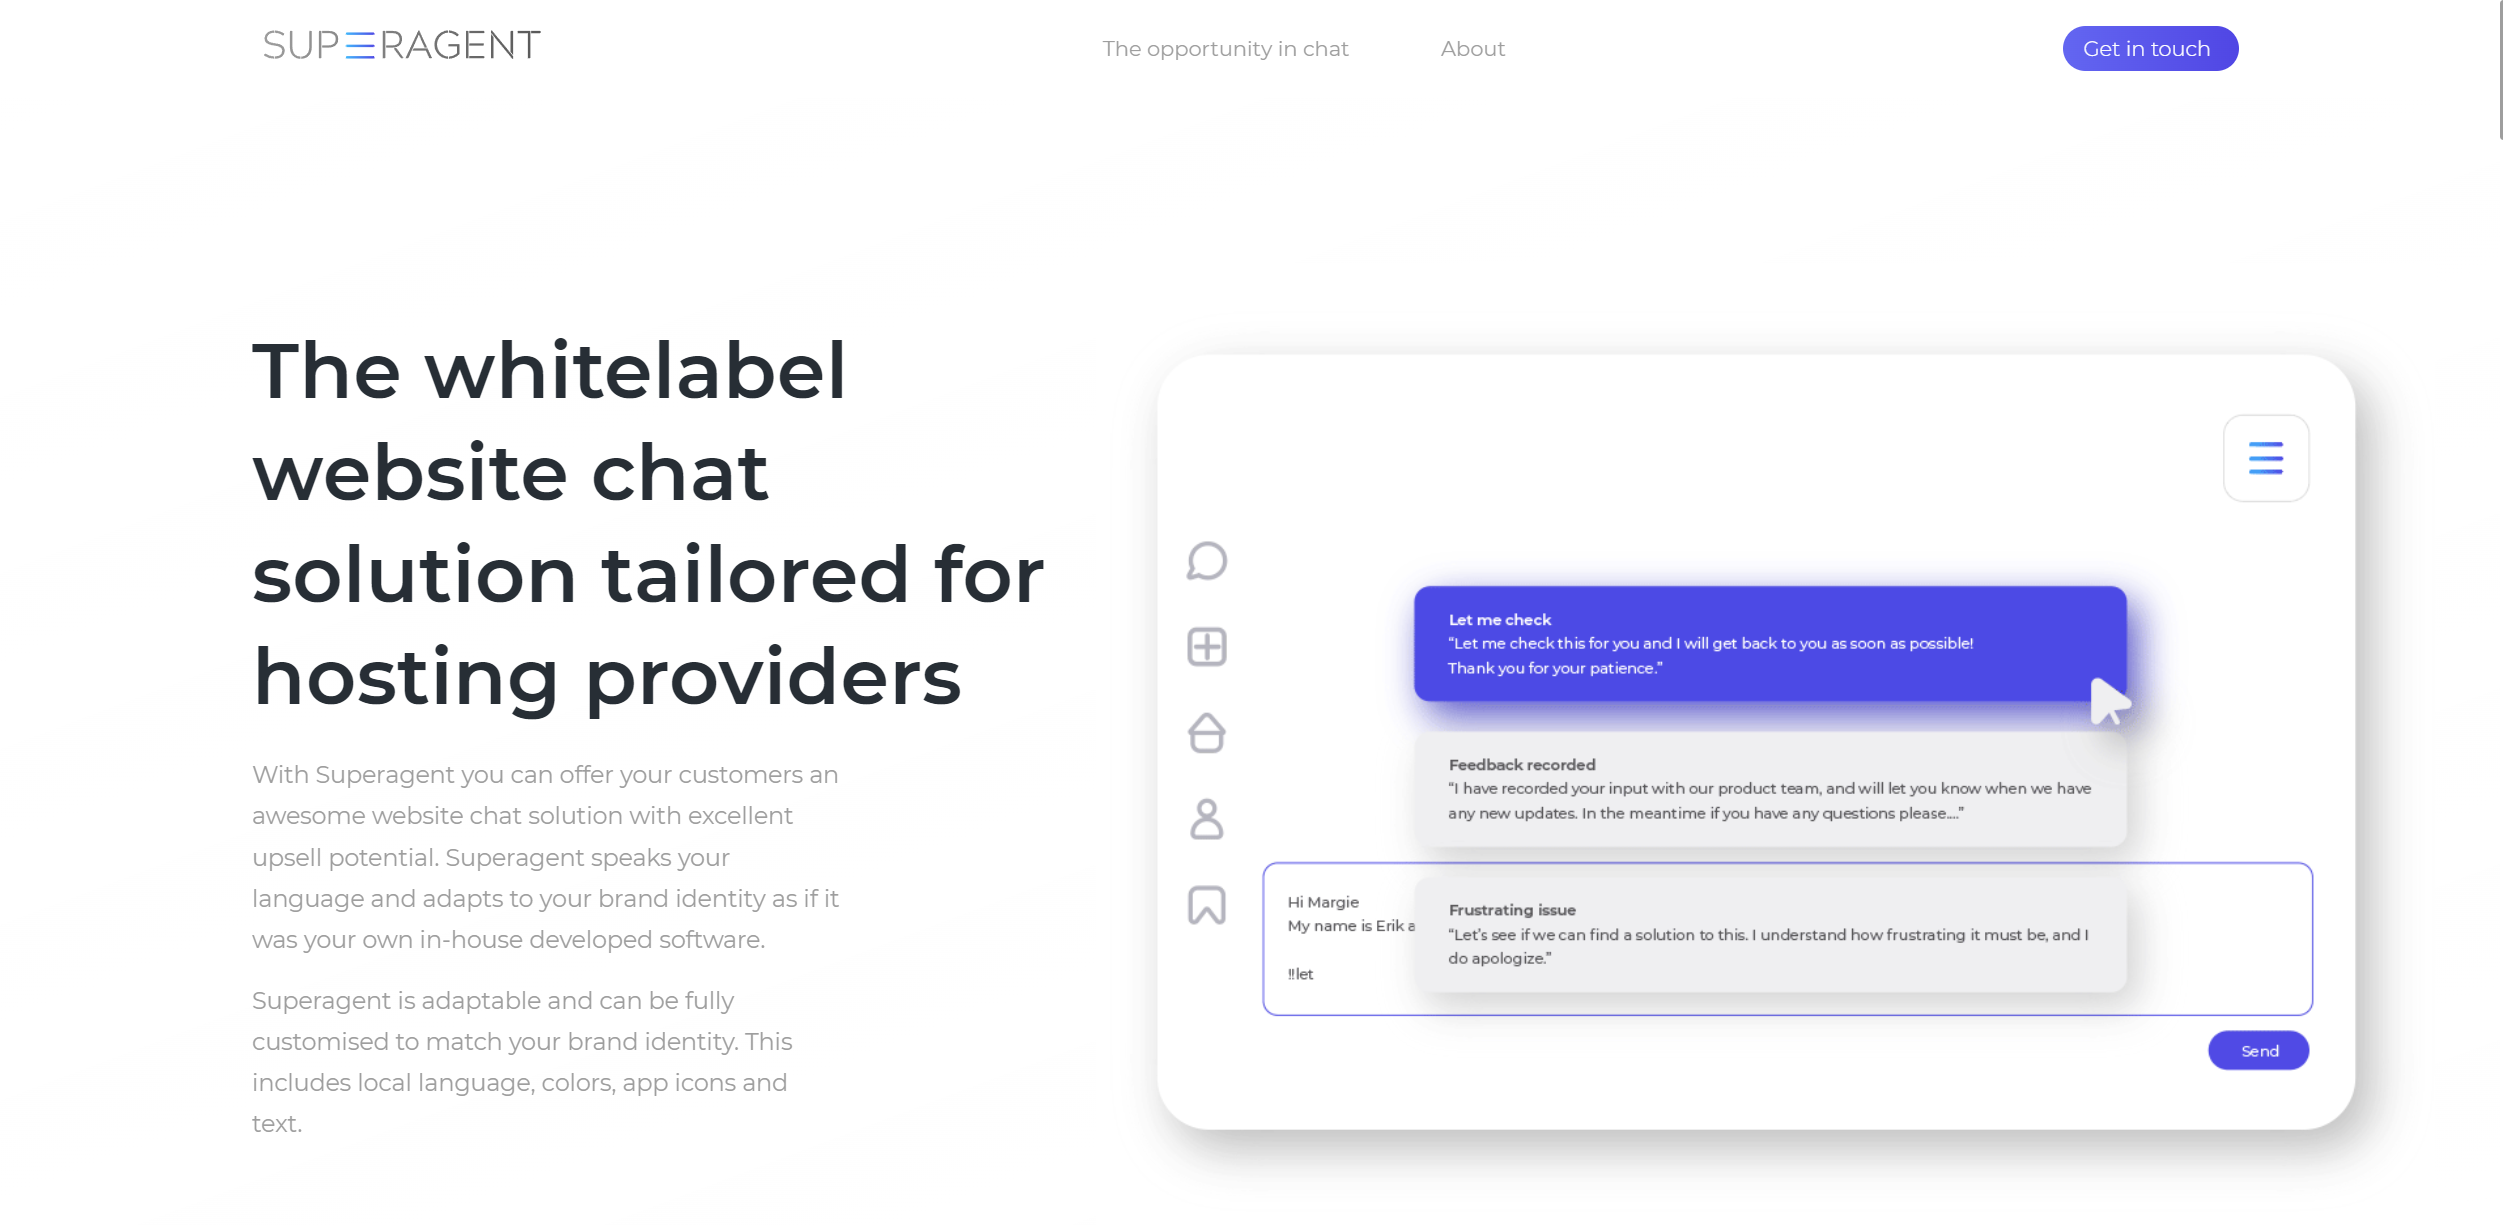 SUPERAGENT
The opportunity in chat
About
Get in touch
The whitelabel
website chat
solution tailored for
hosting providers
With Superagent you can offer your customers an
awesome website chat solution with excellent
upsell potential. Superagent speaks your
language and adapts to your brand identity as if it
was your own in-house developed software.
Superagent is adaptable and can be fully
customised to match your brand identity. This
includes local language, colors, app icons and
text.
Let me check
“Let me check this for you and I will get back to you as soon as possible!
Thank you for your patience.”
Feedback recorded
“I have recorded your input with our product team, and will let you know when we have
any new updates. In the meantime if you have any questions please....”
Hi Margie
My name is Erik a
!!let
Frustrating issue
“Let’s see if we can find a solution to this. I understand how frustrating it must be, and I
do apologize.”
Send